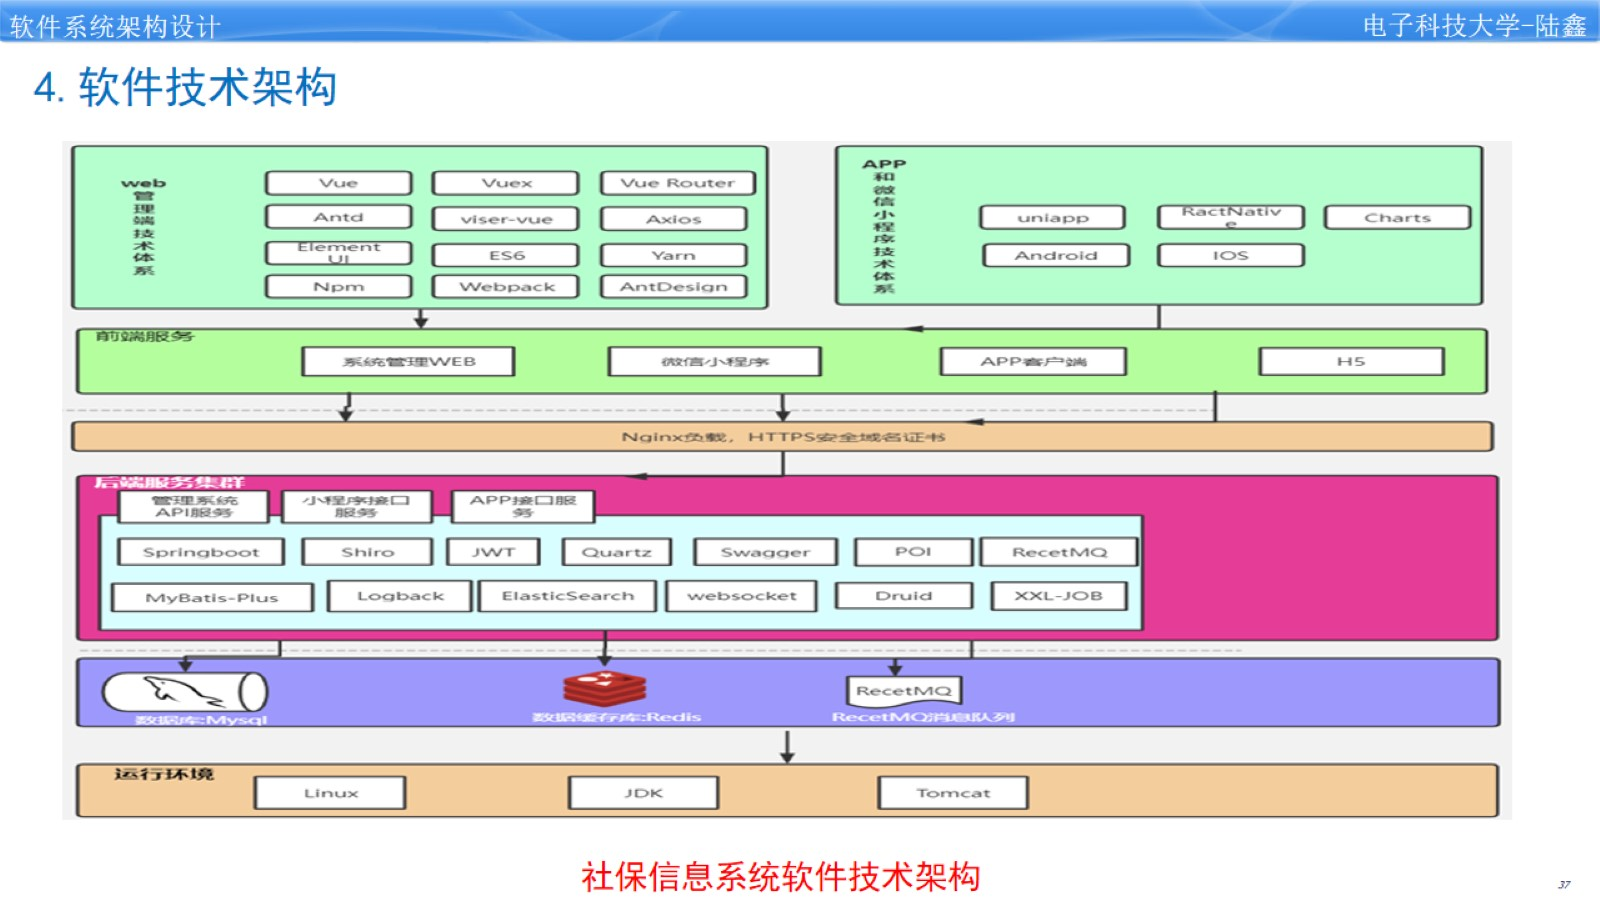 软件系统架构设计
电子科技大学-陆鑫
4. 软件技术架构
web管理端技术体系
Vue
Vuex
Vue Router
Antd
viser-vue
Axios
Element
UI
ES6
Yarn
Npm
Webpack
AntDesign
APP和微信小程序技术体系
uniapp
RactNativ
e
Charts
Android
IOS
前端服务
系统管理WEB
微信小程序
APP客户端
H5
Nginx负载，HTTPS安全域名证书
后端服务集群
管理系统
API服务
小程序接口
服务
APP接口服
务
Springboot
Shiro
JWT
Quartz
Swagger
POI
RecetMQ
MyBatis-Plus
Logback
ElasticSearch
websocket
Druid
XXL-JOB
数据库:Mysql
数据缓存库:Redis
RecetMQ
RecetMQ消息队列
运行环境
Linux
JDK
Tomcat
社保信息系统软件技术架构
37